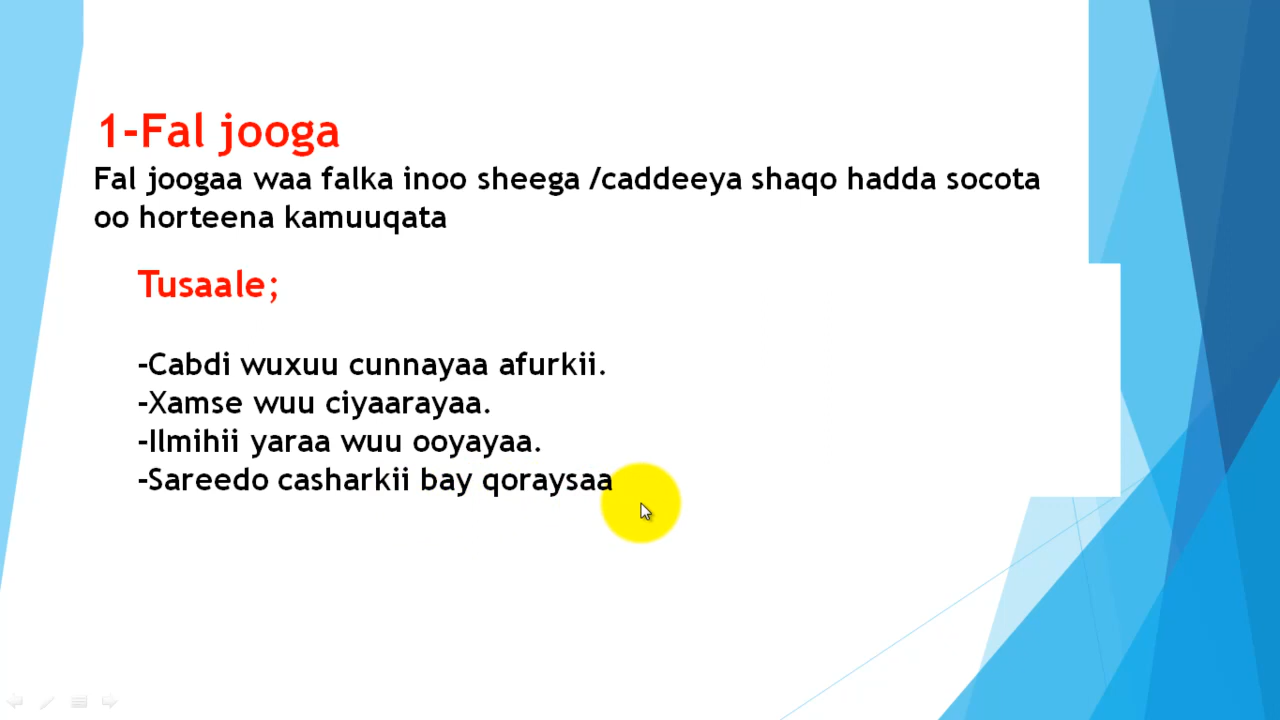 1-Fal jooga
Fal joogaa waa falka inoo sheega /caddeeya shaqo hadda socota
oo horteena kamuuqata
Tusaale;
-Cabdi wuxuu cunnayaa afurkii.
-Xamse wuu ciyaarayaa.
-Ilmihii yaraa wuu ooyayaa.
-Sareedo casharkii bay qoraysaa